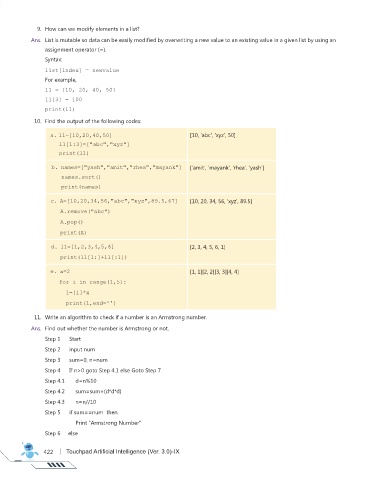 9. How can we modify elements in a list?
Ans. List is mutable so data can be easily modified by overwriting a new value to an existing value in a given list by using an
assignment operator (=).
Syntax:
list[index] = newvalue
For example,
l1 = [10, 20, 40, 50]
l1[3] = 100
print(l1)
10. Find the output of the following codes:
a. l1=[10,20,40,50] [10, 'abc', 'xyz', 50]
l1[1:3]=["abc","xyz"]
print(l1)
b. names=["yash","amit","rhea","mayank"] ['amit', 'mayank', 'rhea', 'yash']
names.sort()
print(names)
c. A=[10,20,34,56,"abc","xyz",89.5,67] [10, 20, 34, 56, 'xyz', 89.5]
A.remove("abc")
A.pop()
print(A)
d. l1=[1,2,3,4,5,6] [2, 3, 4, 5, 6, 1]
print(l1[1:]+l1[:1])
e. a=2 [1, 1][2, 2][3, 3][4, 4]
for i in range(1,5):
l=[i]*a
print(l,end='')
11. Write an algorithm to check if a number is an Armstrong number.
Ans. Find out whether the number is Armstrong or not.
Step 1 Start
Step 2 input num
Step 3 sum=0, n=num
Step 4 If n>0 goto Step 4.1 else Goto Step 7
Step 4.1 d=n%10
Step 4.2 sum=sum+(d*d*d)
Step 4.3 n=n//10
Step 5 if sum==num then
Print "Armstrong Number"
Step 6 else
422 | Touchpad Artificial Intelligence (Ver. 3.0)-IX